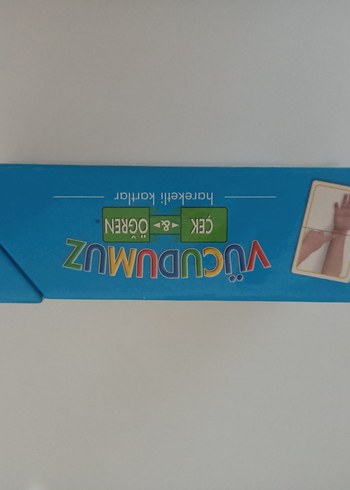 VÜCUDUMUZ
ÇEK & ÖĞREN
hareketli kartlar